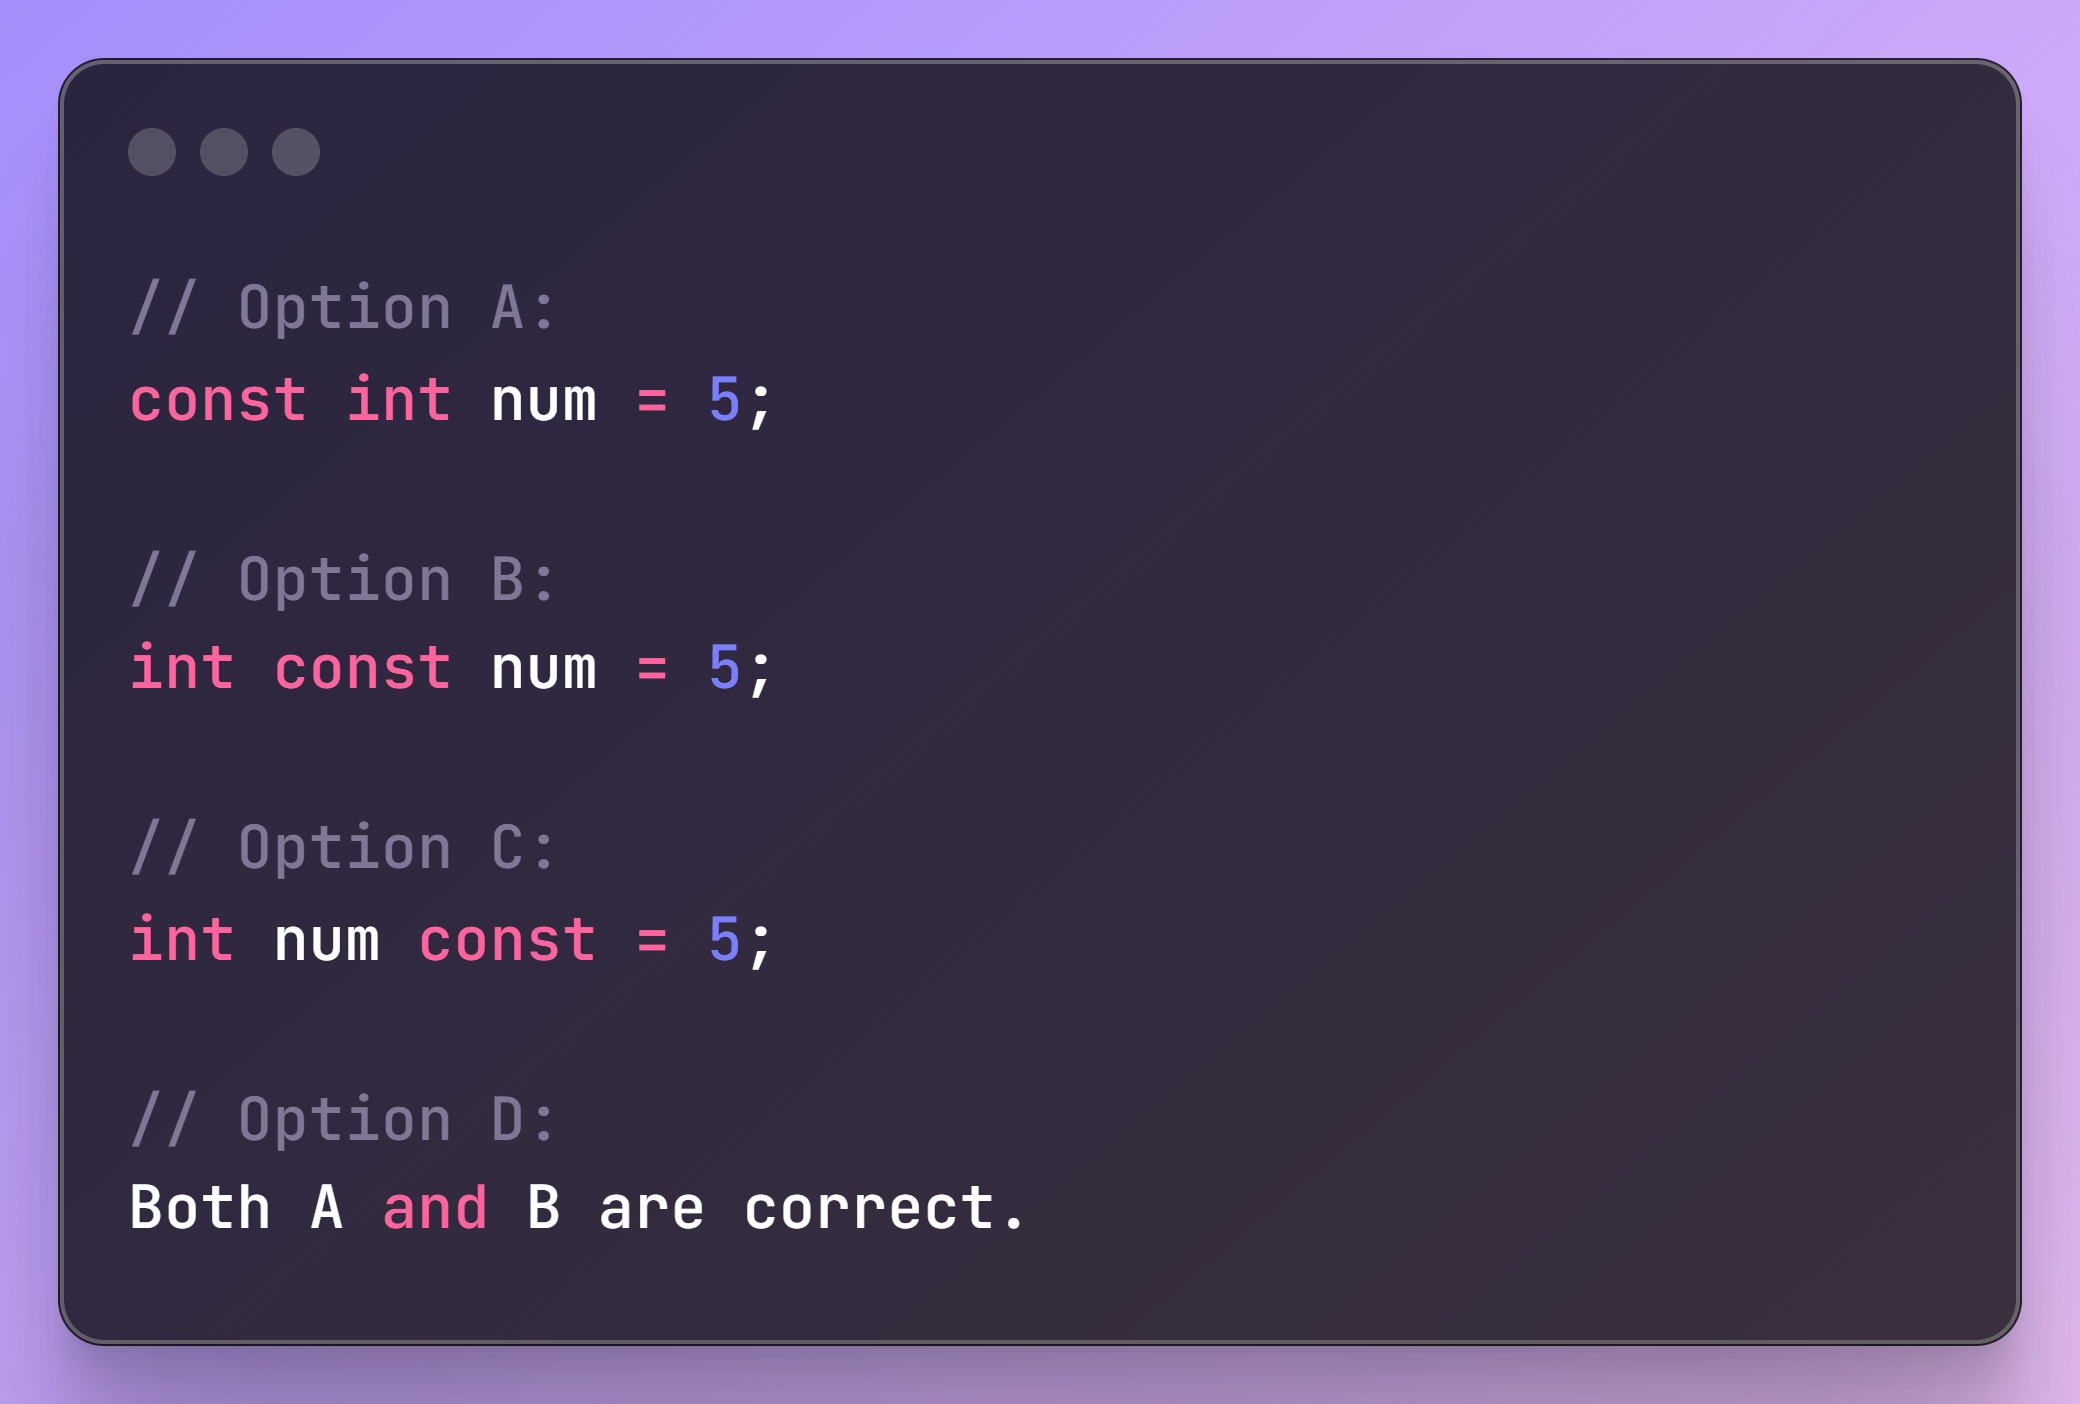 // Option A:
const int num = 5;
// Option B:
int const num = 5;
// Option C:
int num const = 5;
// Option D:
Both A and B are correct.